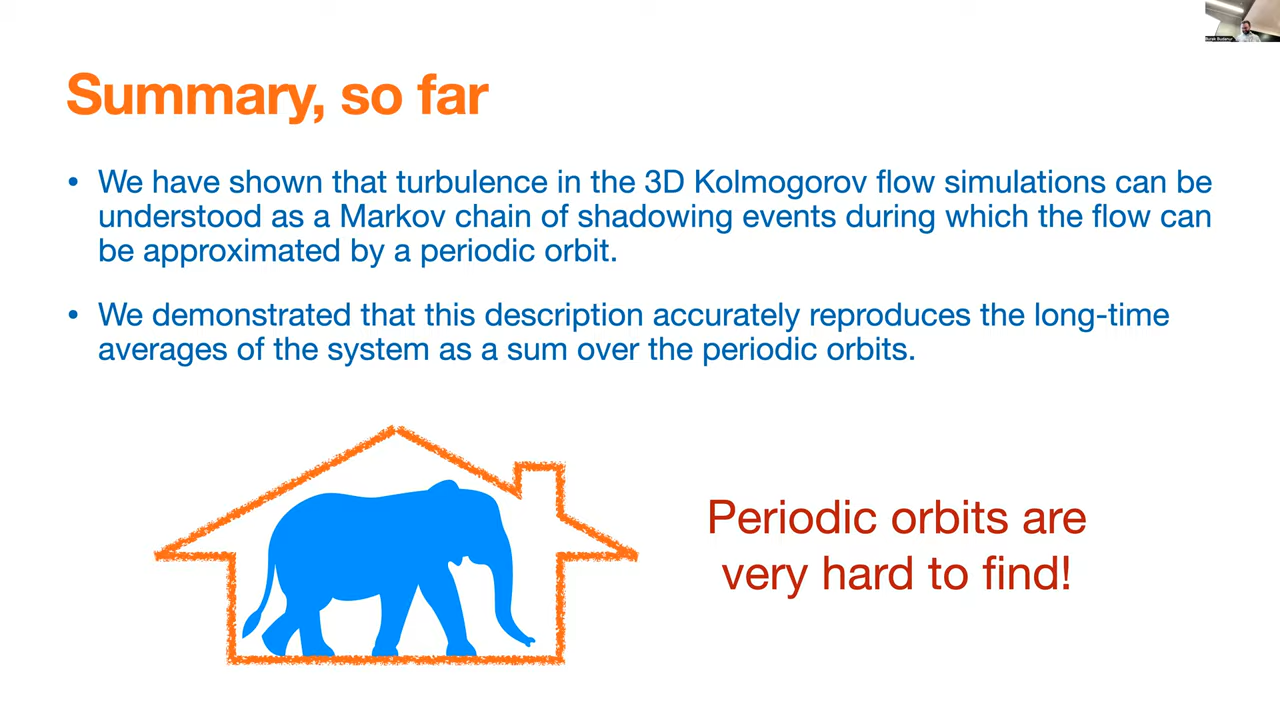 Summary, so far
• We have shown that turbulence in the 3D Kolmogorov flow simulations can be
understood as a Markov chain of shadowing events during which the flow can
be approximated by a periodic orbit.
• We demonstrated that this description accurately reproduces the long-time
averages of the system as a sum over the periodic orbits.
Periodic orbits are
very hard to find!